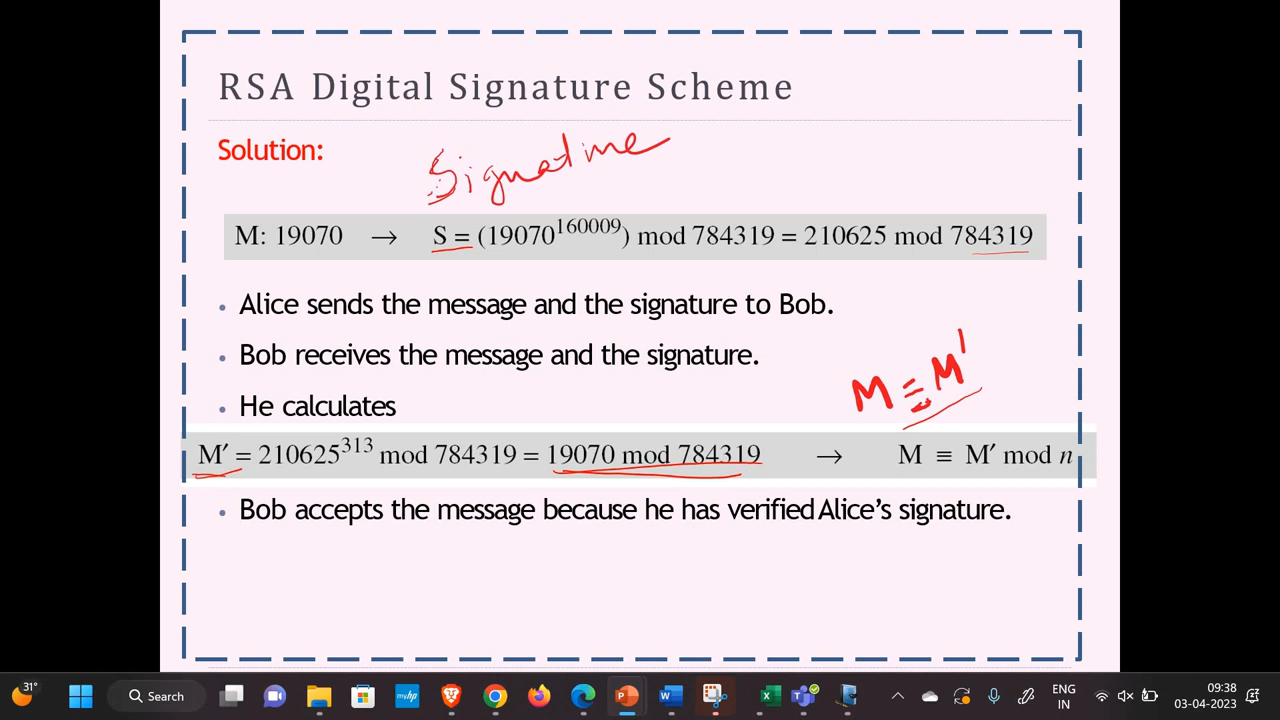 RSA Digital Signature Scheme
Solution:
Signature
M: 19070 → S = (19070^160009) mod 784319 = 210625 mod 784319
• Alice sends the message and the signature to Bob.
• Bob receives the message and the signature.
M ≡ M'
• He calculates
M′ = 210625^313 mod 784319 = 19070 mod 784319 → M ≡ M′ mod n
• Bob accepts the message because he has verified Alice's signature.
31°
Search
myhp
ENG
IN
09:38
03-04-2023